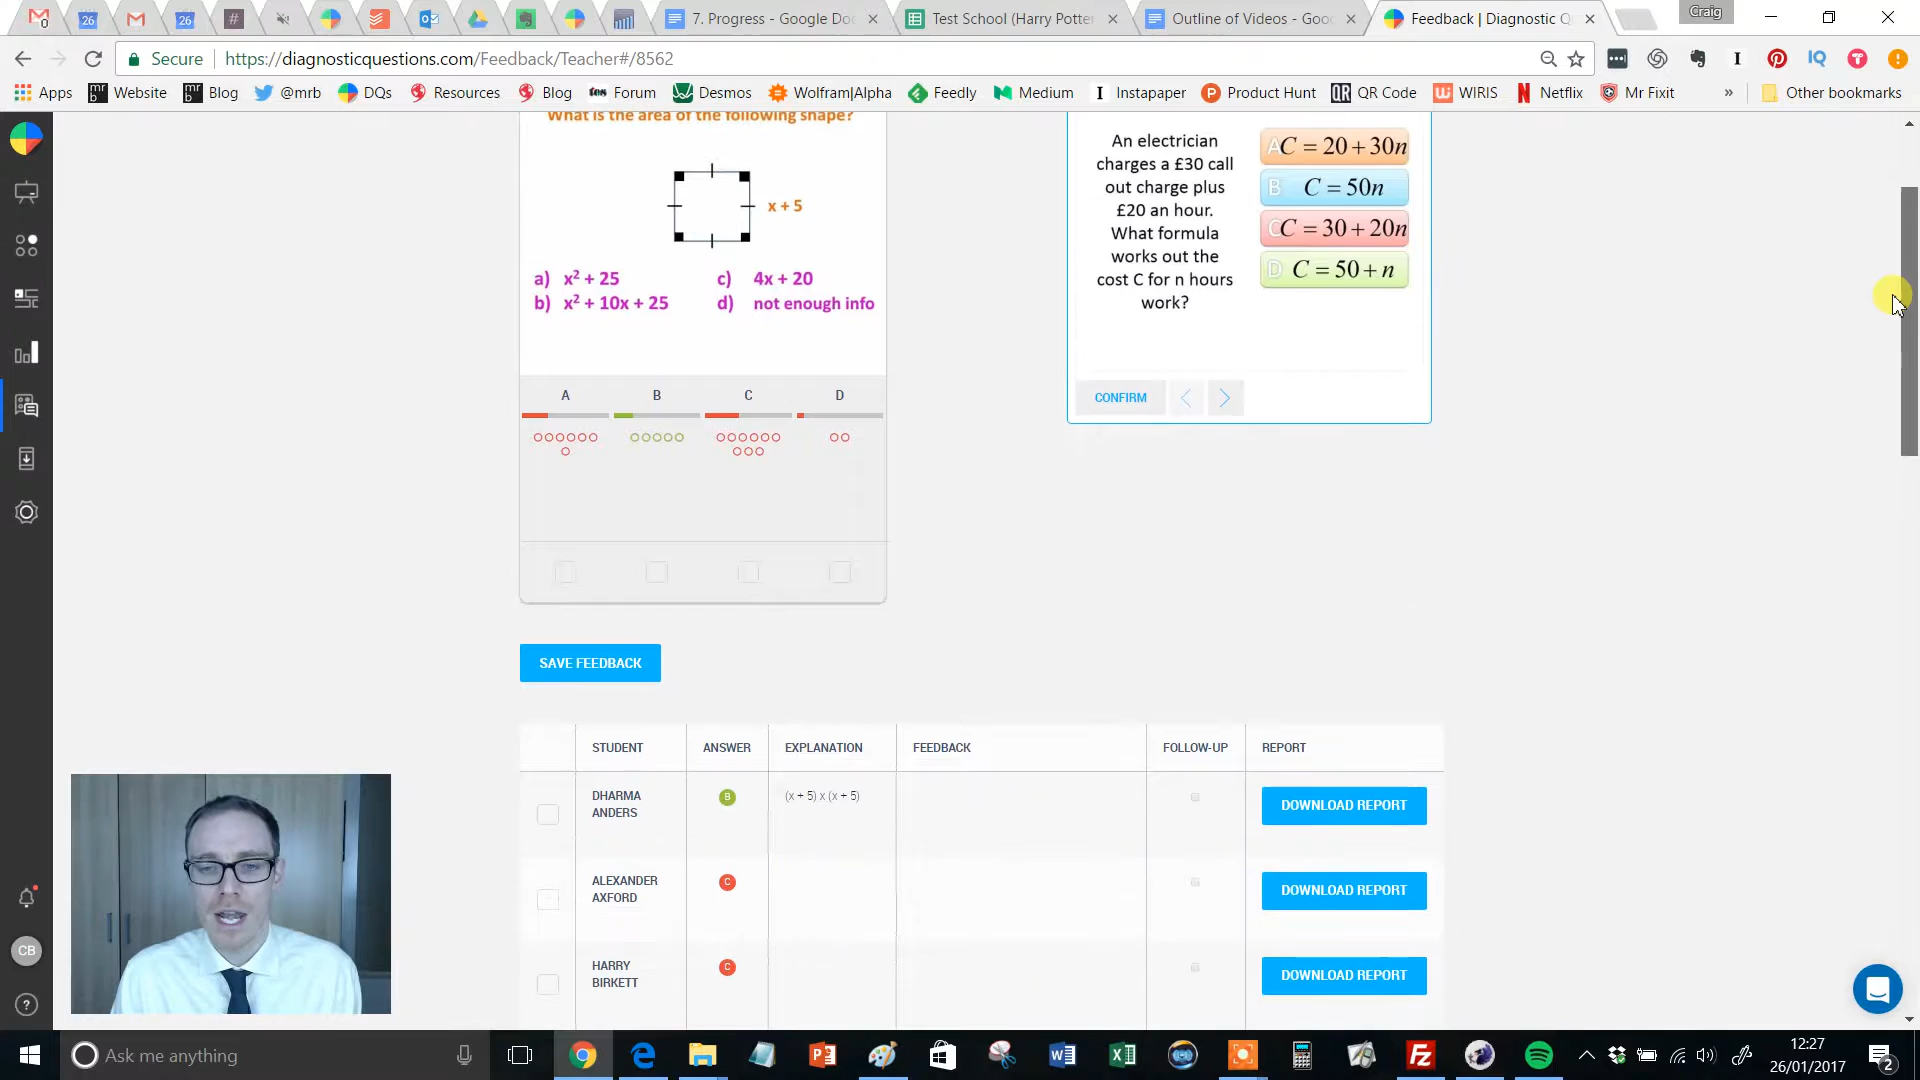 7. Progress - Google Doc
Test School (Harry Potter
Outline of Videos - Goo
Feedback | Diagnostic Q
Craig
Secure
https://diagnosticquestions.com/Feedback/Teacher#/8562
Apps
Website
Blog
@mrb
DQs
Resources
Blog
Forum
Desmos
Wolfram|Alpha
Feedly
Medium
Instapaper
Product Hunt
QR Code
WIRIS
Netflix
Mr Fixit
»
Other bookmarks
What is the area of the following shape?
x + 5
a) x² + 25
c) 4x + 20
b) x² + 10x + 25
d) not enough info
An electrician
charges a £30 call
out charge plus
£20 an hour.
What formula
works out the
cost C for n hours
work?
A C = 20 + 30n
B C = 50n
C C = 30 + 20n
D C = 50 + n
CONFIRM
A B C D
SAVE FEEDBACK
STUDENT ANSWER EXPLANATION FEEDBACK FOLLOW-UP REPORT
DHARMA
ANDERS
B
(x + 5) x (x + 5)
DOWNLOAD REPORT
ALEXANDER
AXFORD
C
DOWNLOAD REPORT
HARRY
BIRKETT
C
DOWNLOAD REPORT
CB
Ask me anything
12:27
26/01/2017
2